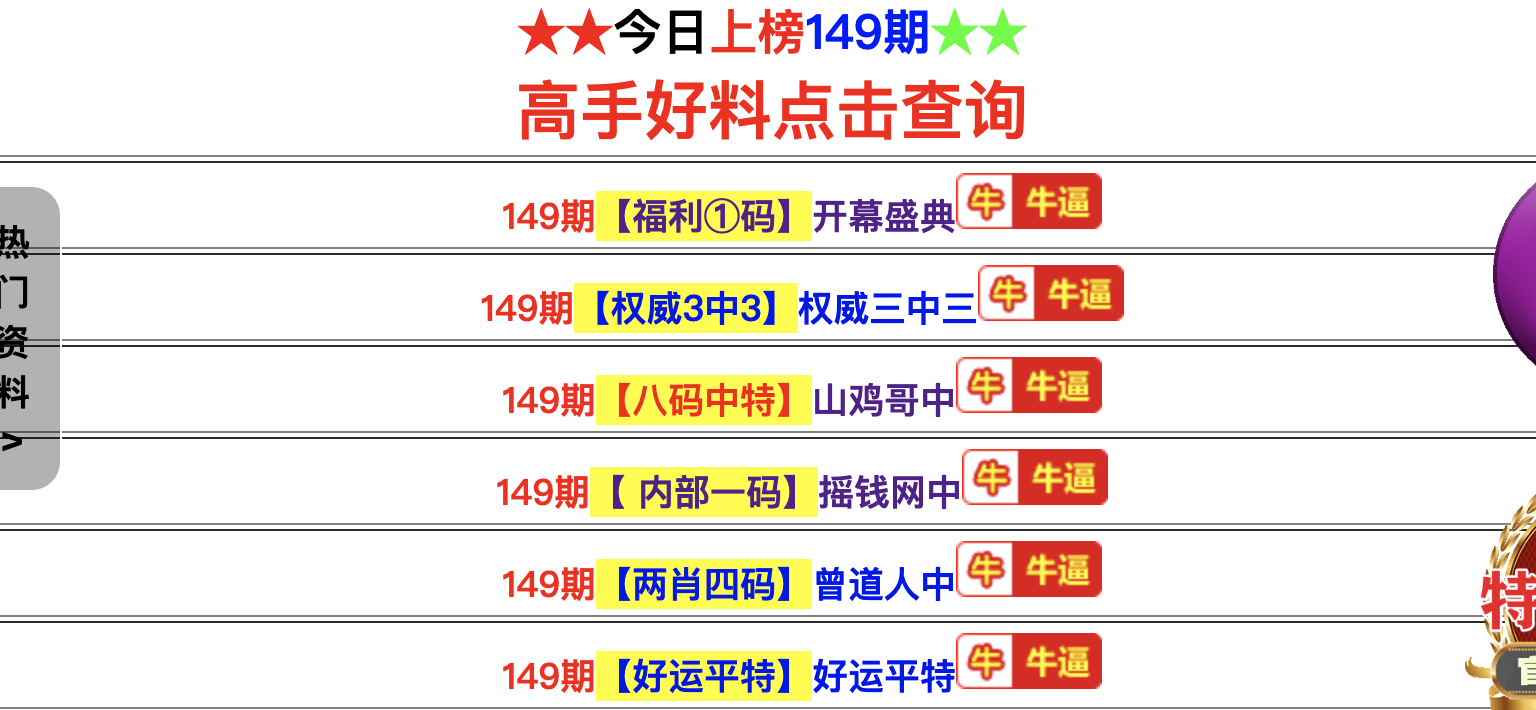 ★★今日上榜149期★★
高手好料点击查询
149期【福利①码】开幕盛典 牛 牛逼
149期【权威3中3】权威三中三 牛 牛逼
149期【八码中特】山鸡哥中 牛 牛逼
149期【 内部一码】摇钱网中 牛 牛逼
149期【两肖四码】曾道人中 牛 牛逼
149期【好运平特】好运平特 牛 牛逼
热
门
资
料
>
特